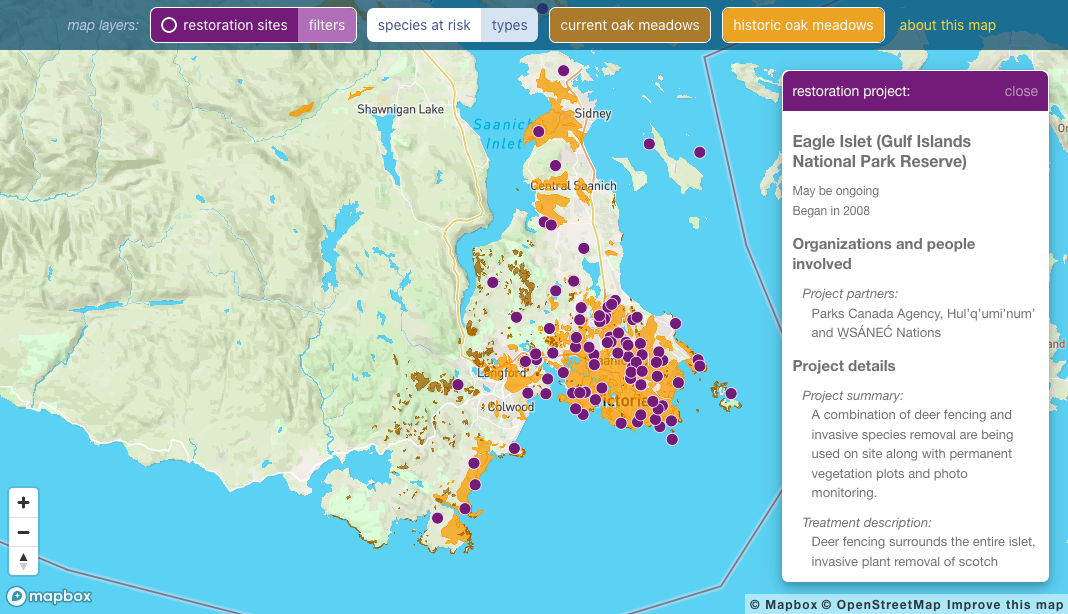 map layers: restoration sites filters species at risk types current oak meadows historic oak meadows about this map
restoration project: close
Eagle Islet (Gulf Islands
National Park Reserve)
May be ongoing
Began in 2008
Organizations and people
involved
Project partners:
Parks Canada Agency, Hul’q’umi’num’
and W̱SÁNEĆ Nations
Project details
Project summary:
A combination of deer fencing and
invasive species removal are being
used on site along with permanent
vegetation plots and photo
monitoring.
Treatment description:
Deer fencing surrounds the entire islet,
invasive plant removal of scotch
Shawnigan Lake
Sidney
Saanich
Inlet
Central Saanich
Langford
Colwood
Victoria
and
mapbox
© Mapbox © OpenStreetMap Improve this map